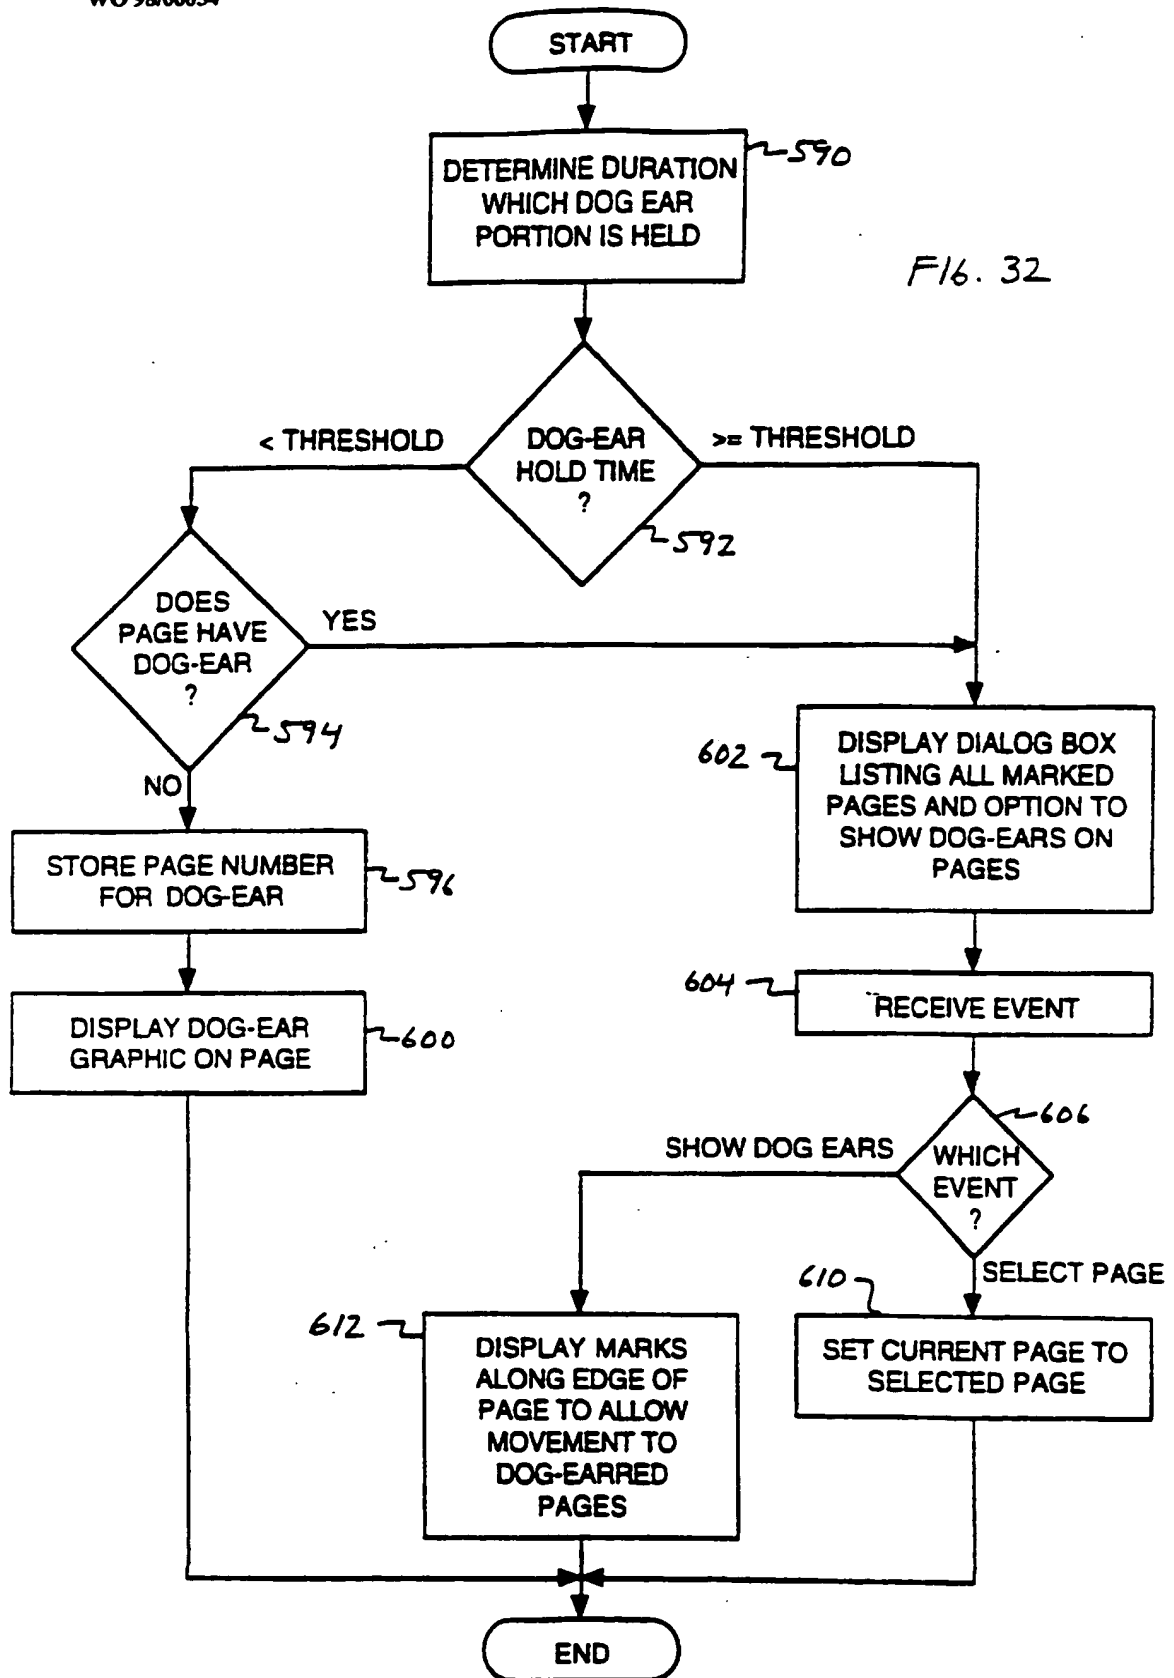 START
DETERMINE DURATION
WHICH DOG EAR
PORTION IS HELD
590
FIG. 32
< THRESHOLD
DOG-EAR
HOLD TIME
?
>= THRESHOLD
592
DOES
PAGE HAVE
DOG-EAR
?
YES
594
NO
602
DISPLAY DIALOG BOX
LISTING ALL MARKED
PAGES AND OPTION TO
SHOW DOG-EARS ON
PAGES
STORE PAGE NUMBER
FOR DOG-EAR
596
604
RECEIVE EVENT
DISPLAY DOG-EAR
GRAPHIC ON PAGE
600
606
SHOW DOG EARS
WHICH
EVENT
?
SELECT PAGE
610
612
DISPLAY MARKS
ALONG EDGE OF
PAGE TO ALLOW
MOVEMENT TO
DOG-EARRED
PAGES
SET CURRENT PAGE TO
SELECTED PAGE
END